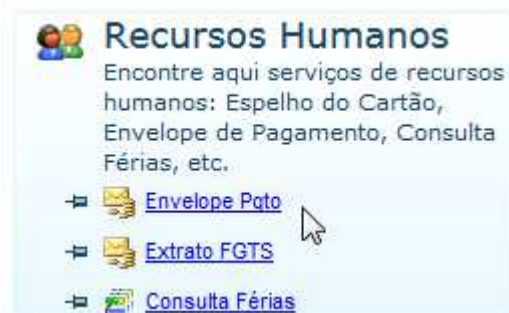 Recursos Humanos
Encontre aqui serviços de recursos
humanos: Espelho do Cartão,
Envelope de Pagamento, Consulta
Férias, etc.
Envelope Pgto
Extrato FGTS
Consulta Férias